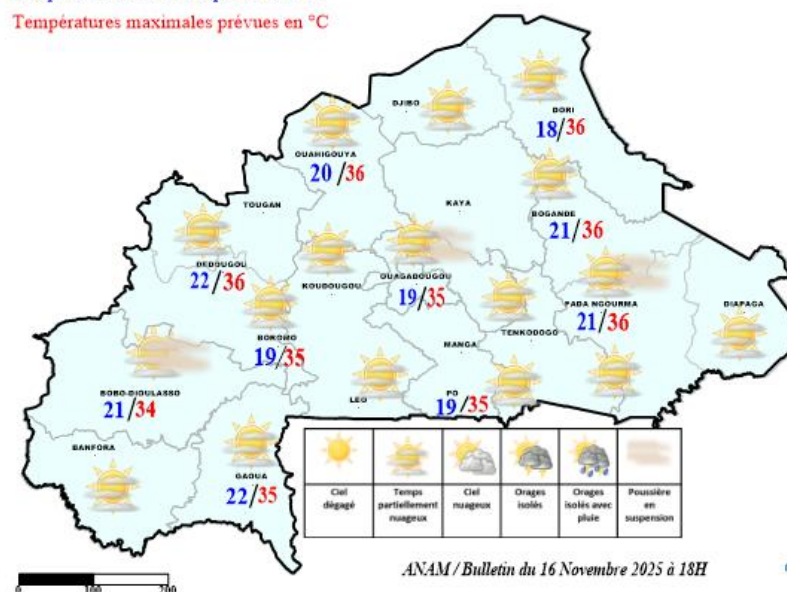 Températures maximales prévues en °C
DJIBO
DORI
18/36
OUAHIGOUYA
20 /36
TOUGAN
KAYA
BOGANDE
21/36
DEDOUGOU
22/36
KOUDOUGOU
OUAGADOUGOU
19/35
FADA NGOURMA
21/36
DIAPAGA
BOROMO
19/35
TENKODOGO
MANGA
BOBO-DIOULASSO
21/34
LEO
PO
19/35
BANFORA
GAOUA
22/35
Ciel
dégagé
Temps
partiellement
nuageux
Ciel
nuageux
Orages
isolés
Orages
isolés avec
pluie
Poussière
en
suspension
ANAM / Bulletin du 16 Novembre 2025 à 18H
0 100 200